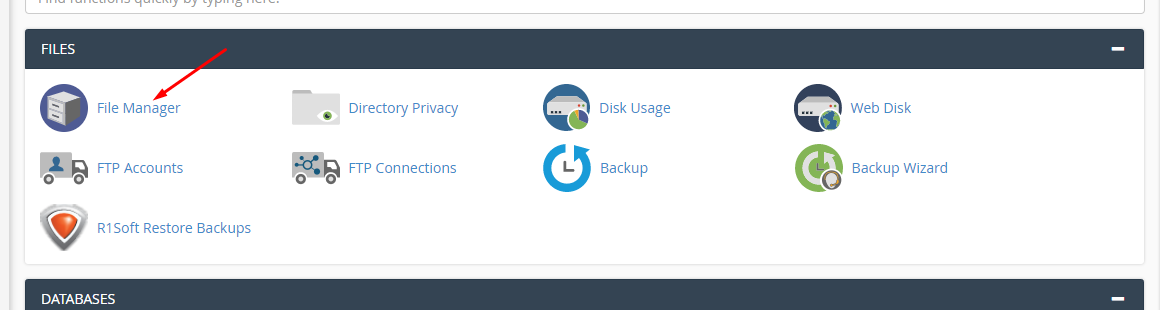 Find functions quickly by typing here.
FILES
File Manager
Directory Privacy
Disk Usage
Web Disk
FTP Accounts
FTP Connections
Backup
Backup Wizard
R1Soft Restore Backups
DATABASES